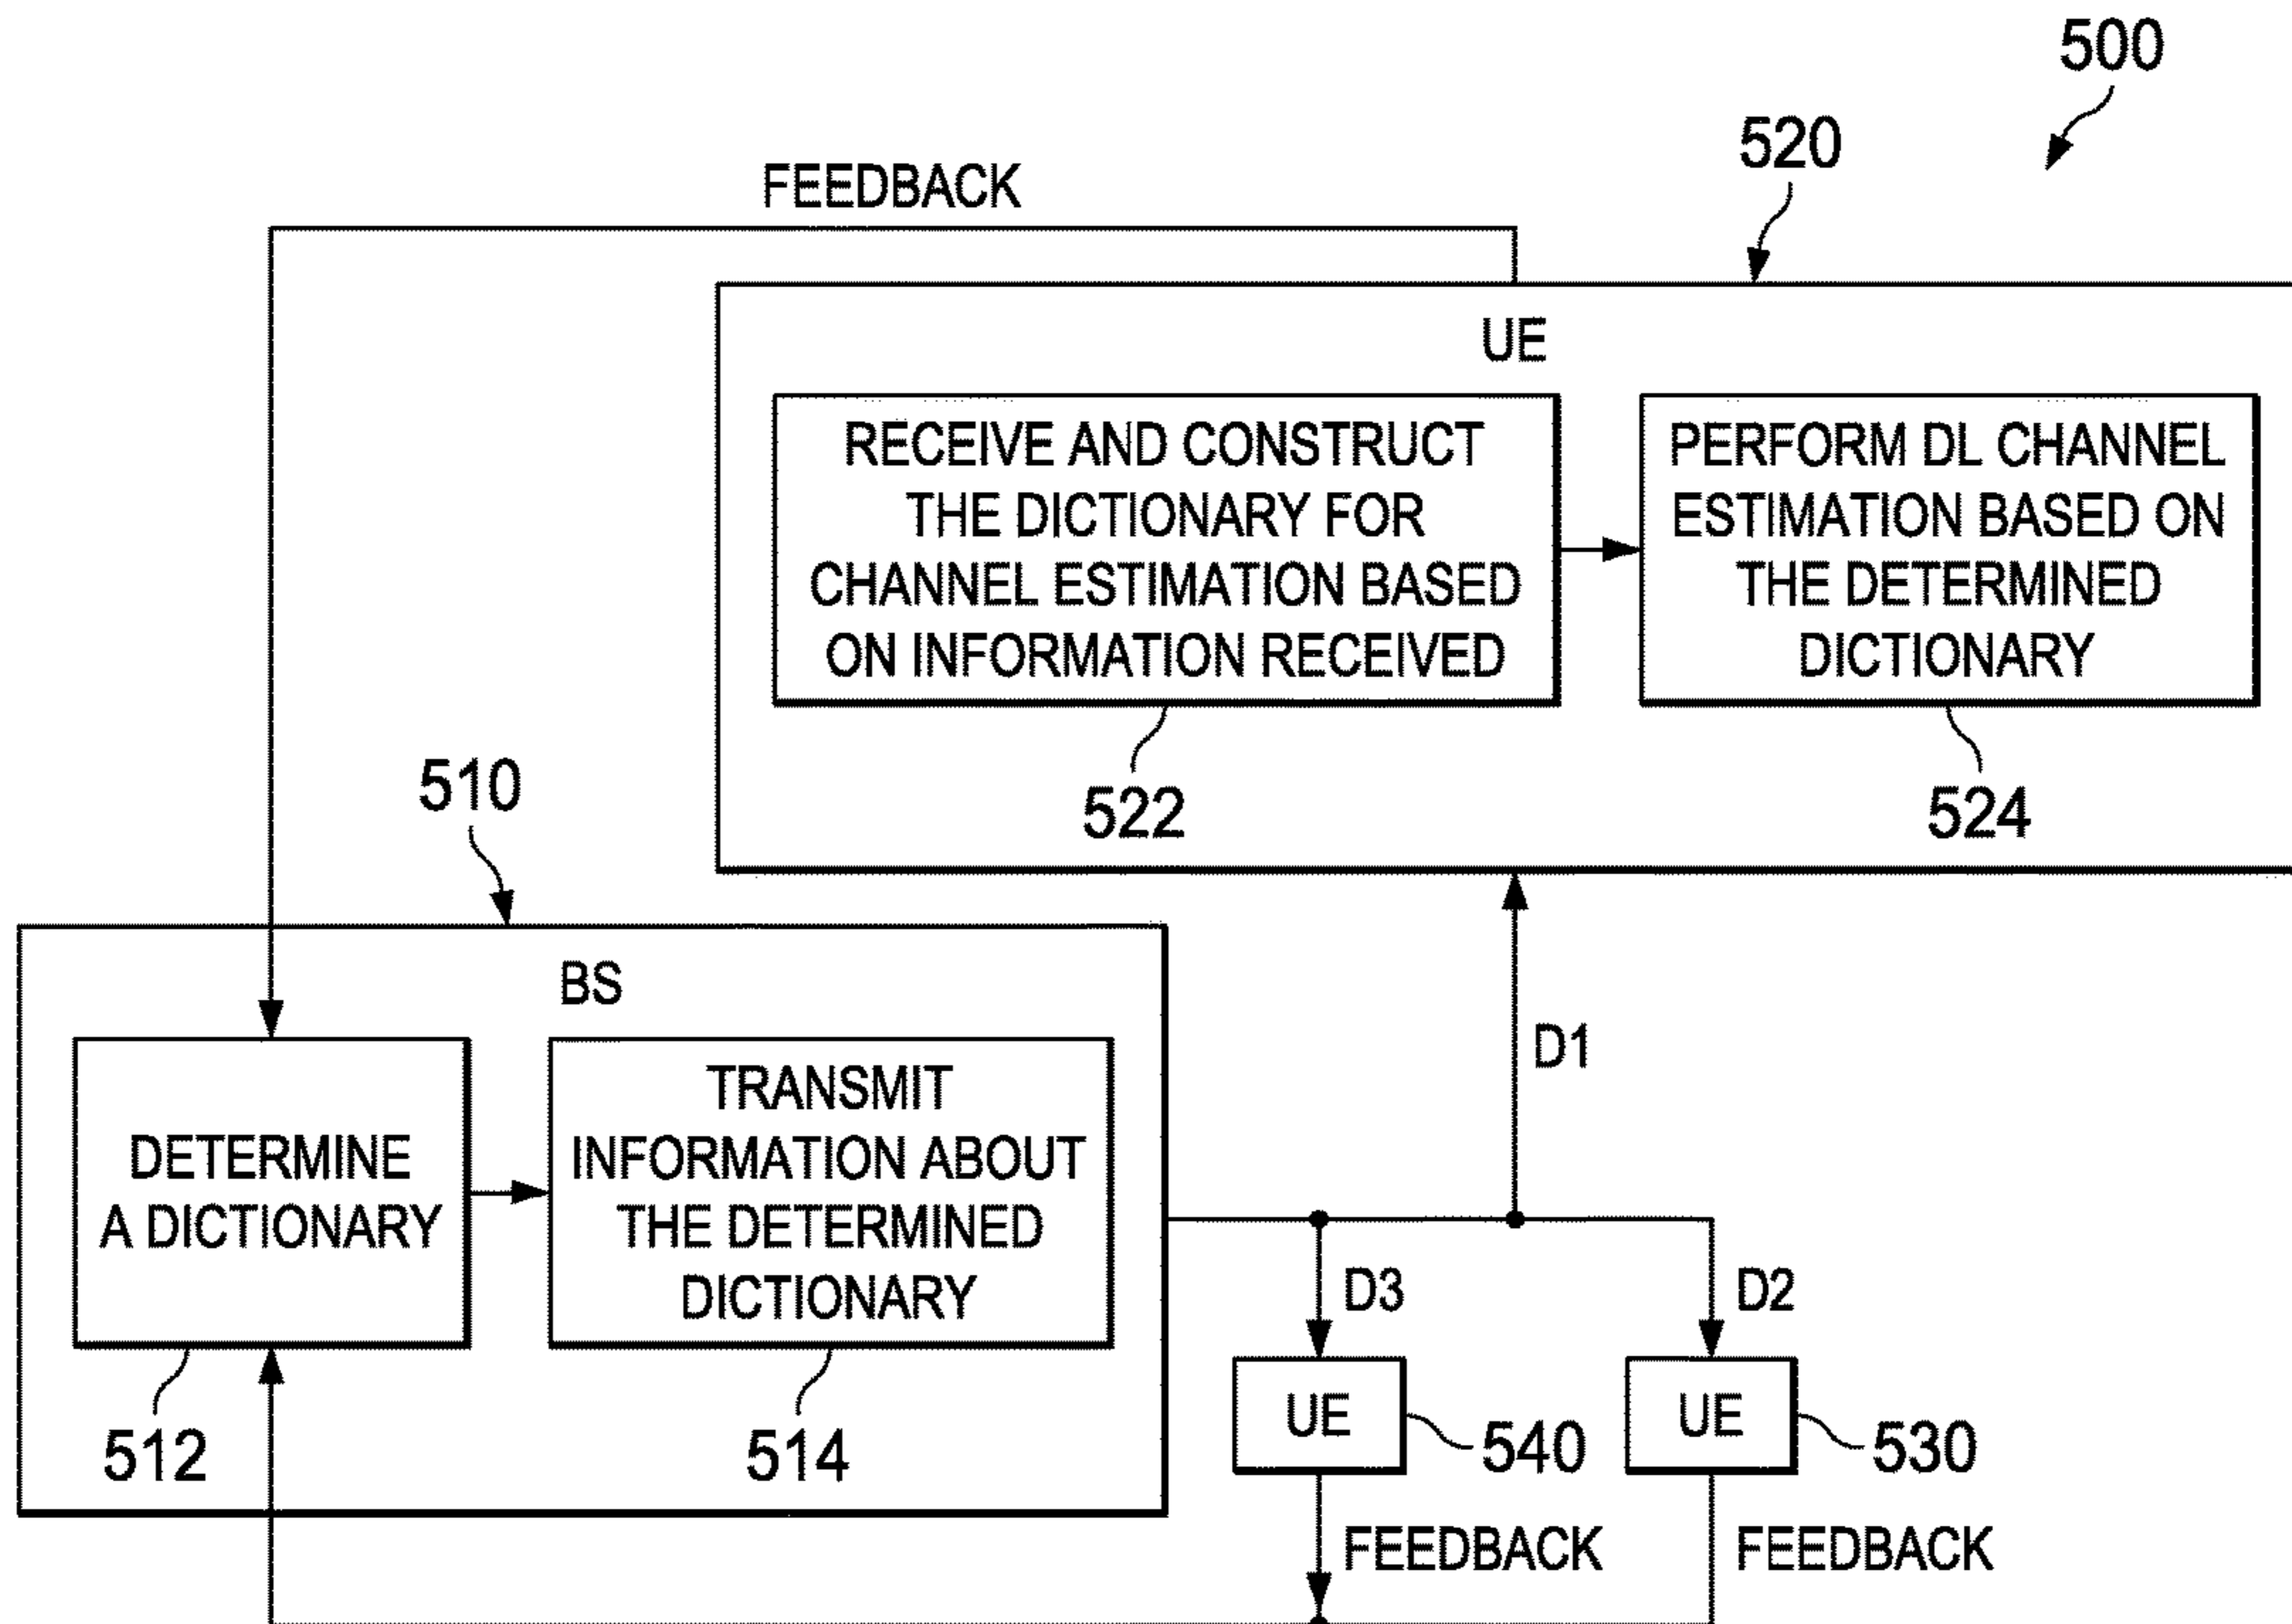 500
520
FEEDBACK
UE
RECEIVE AND CONSTRUCT
THE DICTIONARY FOR
CHANNEL ESTIMATION BASED
ON INFORMATION RECEIVED
PERFORM DL CHANNEL
ESTIMATION BASED ON
THE DETERMINED
DICTIONARY
522
524
510
BS
DETERMINE
A DICTIONARY
TRANSMIT
INFORMATION ABOUT
THE DETERMINED
DICTIONARY
512
514
D1
D3
D2
UE
540
UE
530
FEEDBACK
FEEDBACK